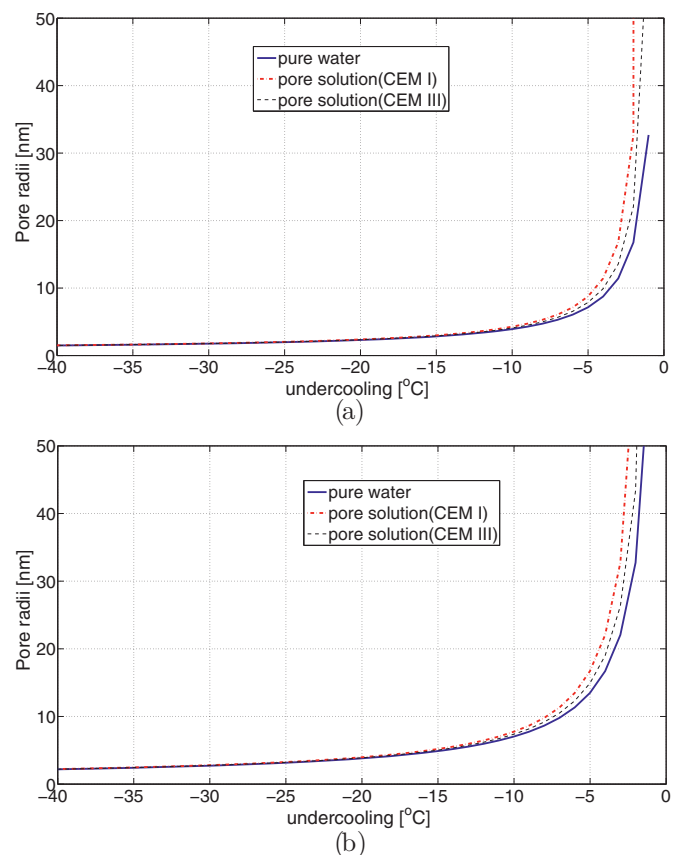 50
40
30
20
10
0
Pore radii [nm]
pure water
pore solution(CEM I)
pore solution(CEM III)
−40 −35 −30 −25 −20 −15 −10 −5 0
undercooling [°C]
(a)
50
40
30
20
10
0
Pore radii [nm]
pure water
pore solution(CEM I)
pore solution(CEM III)
−40 −35 −30 −25 −20 −15 −10 −5 0
undercooling [°C]
(b)